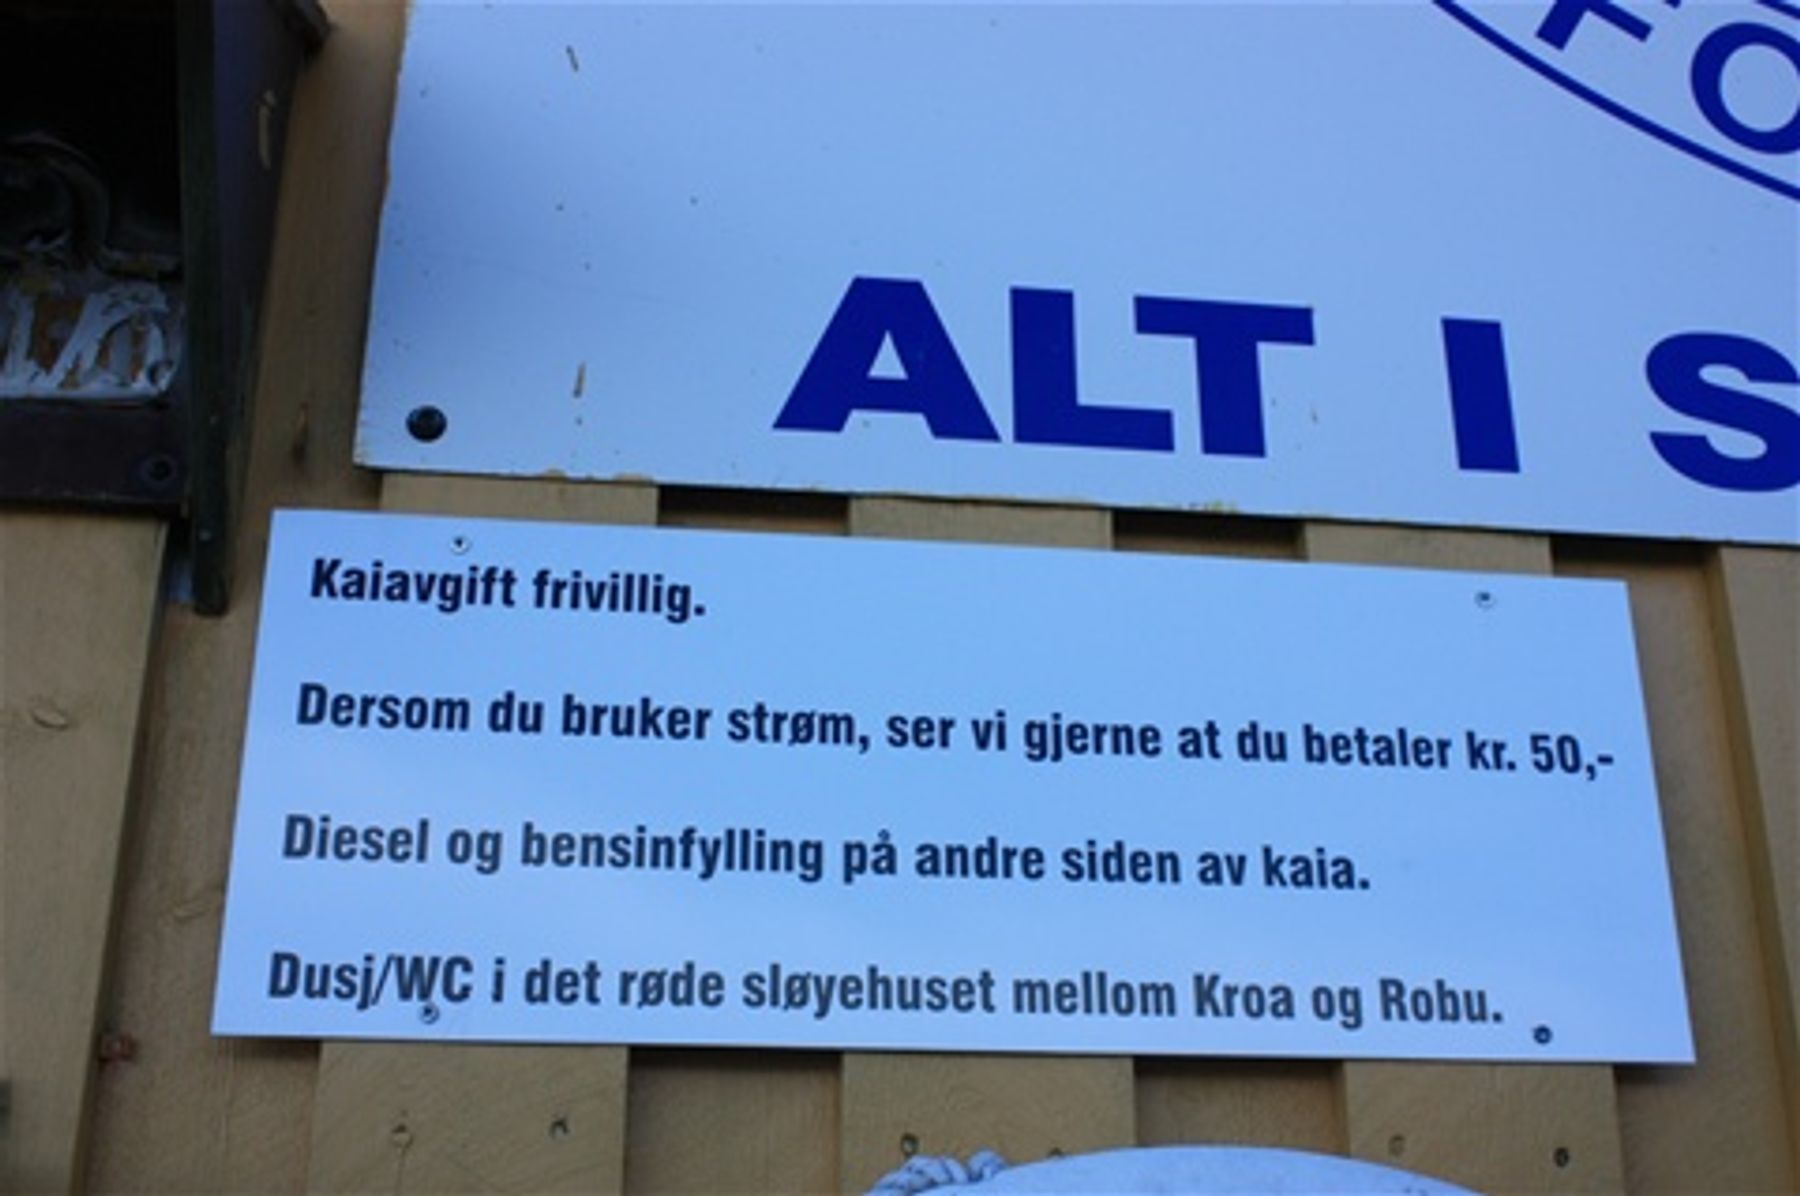 FO
ALT I S
Kaiavgift frivillig.
Dersom du bruker strøm, ser vi gjerne at du betaler kr. 50,-
Diesel og bensinfylling på andre siden av kaia.
Dusj/WC i det røde sløyehuset mellom Kroa og Robu.